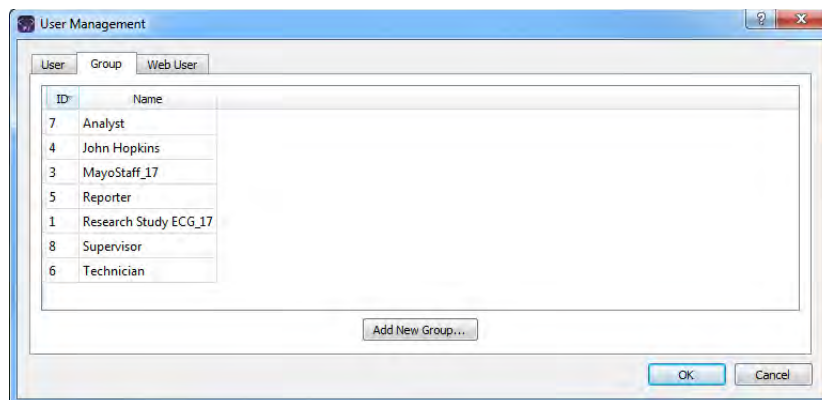 User Management
User Group Web User
ID Name
7 Analyst
4 John Hopkins
3 MayoStaff_17
5 Reporter
1 Research Study ECG_17
8 Supervisor
6 Technician
Add New Group...
OK Cancel